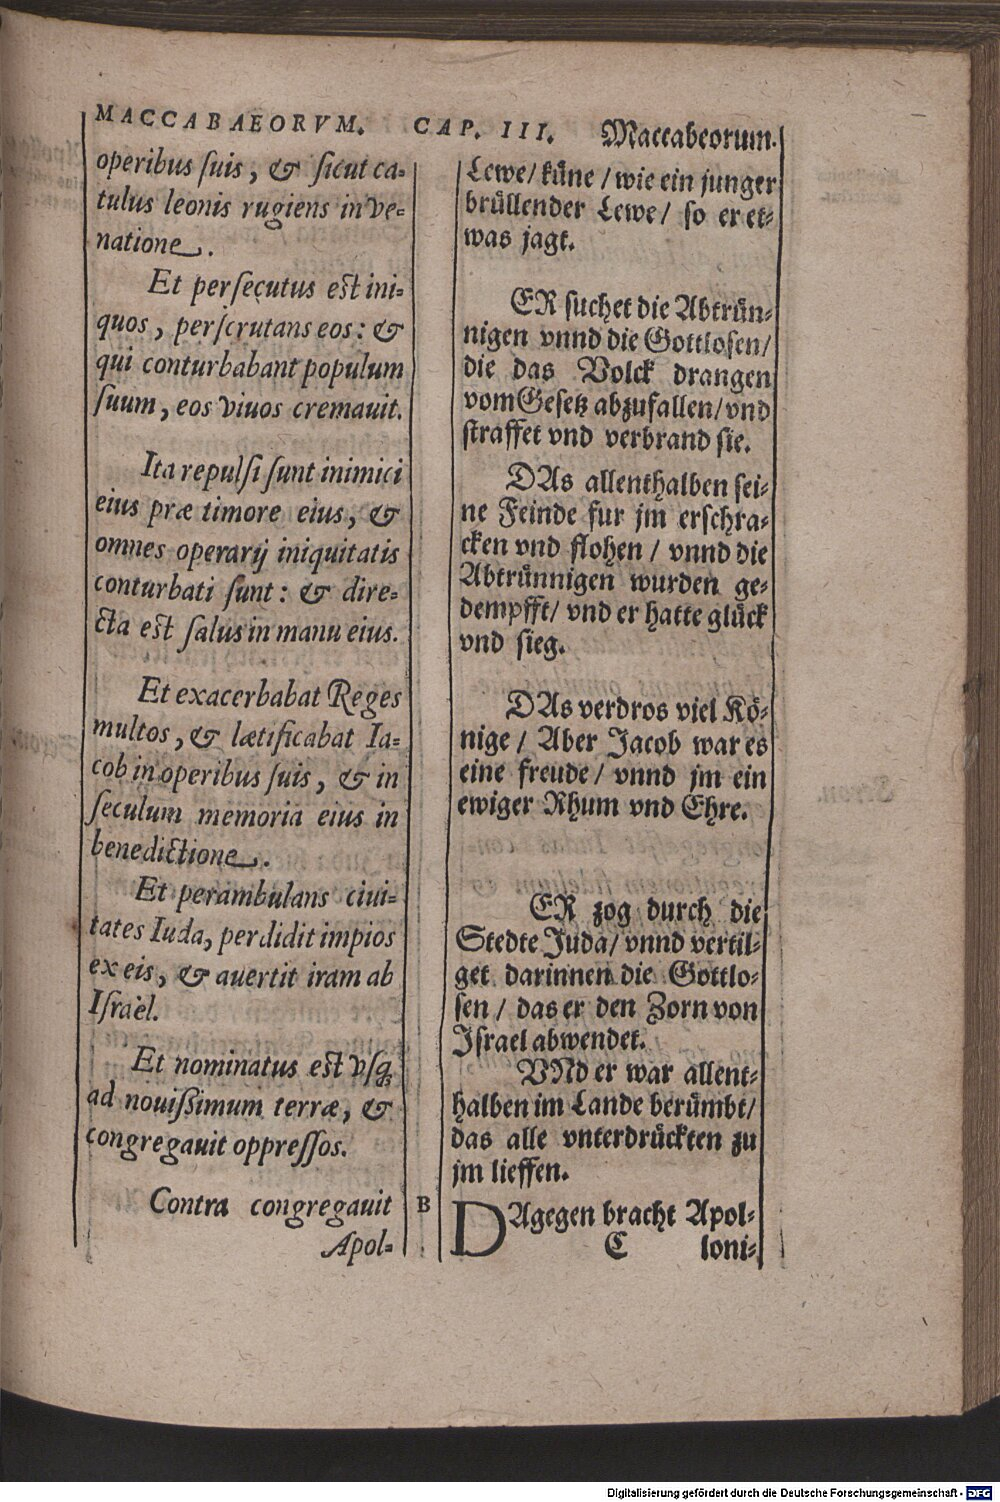 MACCABAEORVM. CAP. III. Maccabeorum.
operibus ſuis, & ſicut ca-
tulus leonis rugiens in ve-
natione.
Et perſecutus eſt ini-
quos, perſcrutans eos: &
qui conturbabant populum
ſuum, eos viuos cremauit.
Ita repulſi ſunt inimici
eius præ timore eius, &
omnes operarij iniquitatis
conturbati ſunt: & dire-
cta eſt ſalus in manu eius.
Et exacerbabat Reges
multos, & lætificabat Ia-
cob in operibus ſuis, & in
ſeculum memoria eius in
benedictione.
Et perambulans ciui-
tates Iuda, perdidit impios
ex eis, & auertit iram ab
Iſraèl.
Et nominatus eſt vſq;
ad nouiſſimum terræ, &
congregauit oppreſſos.
Contra congregauit
Apol-
B
Lewe/ küne / wie ein junger
brüllender Lewe/ ſo er et-
was jagt.
ER ſuchet die Abtrün-
nigen vnnd die Gottloſen/
die das Volck drangen
vom Geſetz abzufallen/ vnd
ſtraffet vnd verbrand ſie.
DAs allenthalben ſei-
ne Feinde fur jm erſchra-
cken vnd flohen / vnnd die
Abtrünnigen wurden ge-
dempfft/ vnd er hatte glück
vnd ſieg.
DAs verdros viel Kö-
nige / Aber Jacob war es
eine freude / vnnd jm ein
ewiger Rhum vnd Ehre.
ER zog durch die
Stedte Juda/ vnnd vertil-
get darinnen die Gottlo-
ſen / das er den Zorn von
Iſrael abwendet.
VNd er war allent-
halben im Lande berümbt/
das alle vnterdrückten zu
jm lieffen.
DAgegen bracht Apol-
C loni-
Digitalisierung gefördert durch die Deutsche Forschungsgemeinschaft - DFG